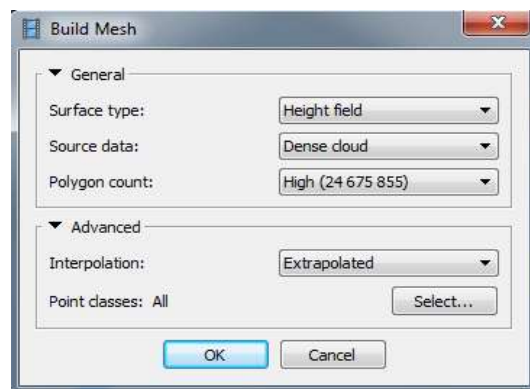 Build Mesh
General
Surface type: Height field
Source data: Dense cloud
Polygon count: High (24 675 855)
Advanced
Interpolation: Extrapolated
Point classes: All Select...
OK Cancel